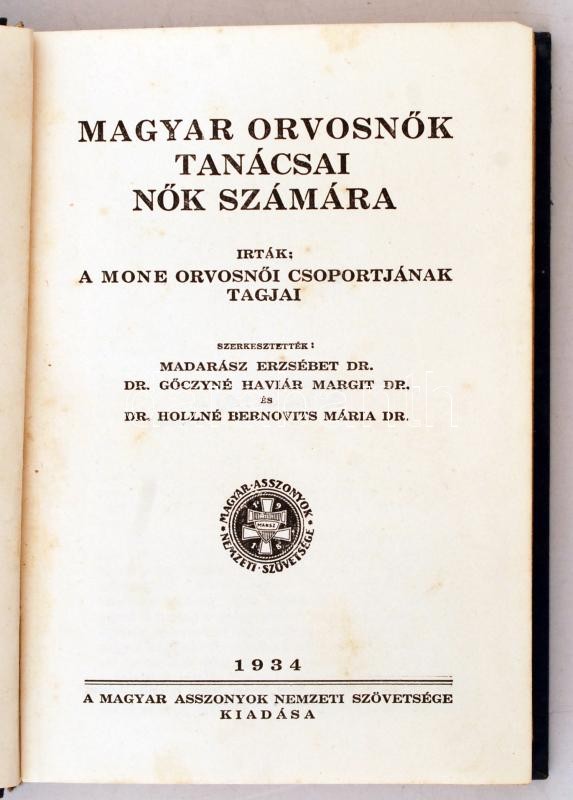 MAGYAR ORVOSNŐK
TANÁCSAI
NŐK SZÁMÁRA
IRTÁK:
A MONE ORVOSNŐI CSOPORTJÁNAK
TAGJAI
SZERKESZTETTÉK:
MADARÁSZ ERZSÉBET DR.
DR. GŐCZYNÉ HAVIÁR MARGIT DR.
ÉS
DR. HOLLNÉ BERNOVITS MÁRIA DR.
MAGYAR·ASSZONYOK
MANSZ
NEMZETI·SZÖVETSÉGE
1934
A MAGYAR ASSZONYOK NEMZETI SZÖVETSÉGE
KIADÁSA